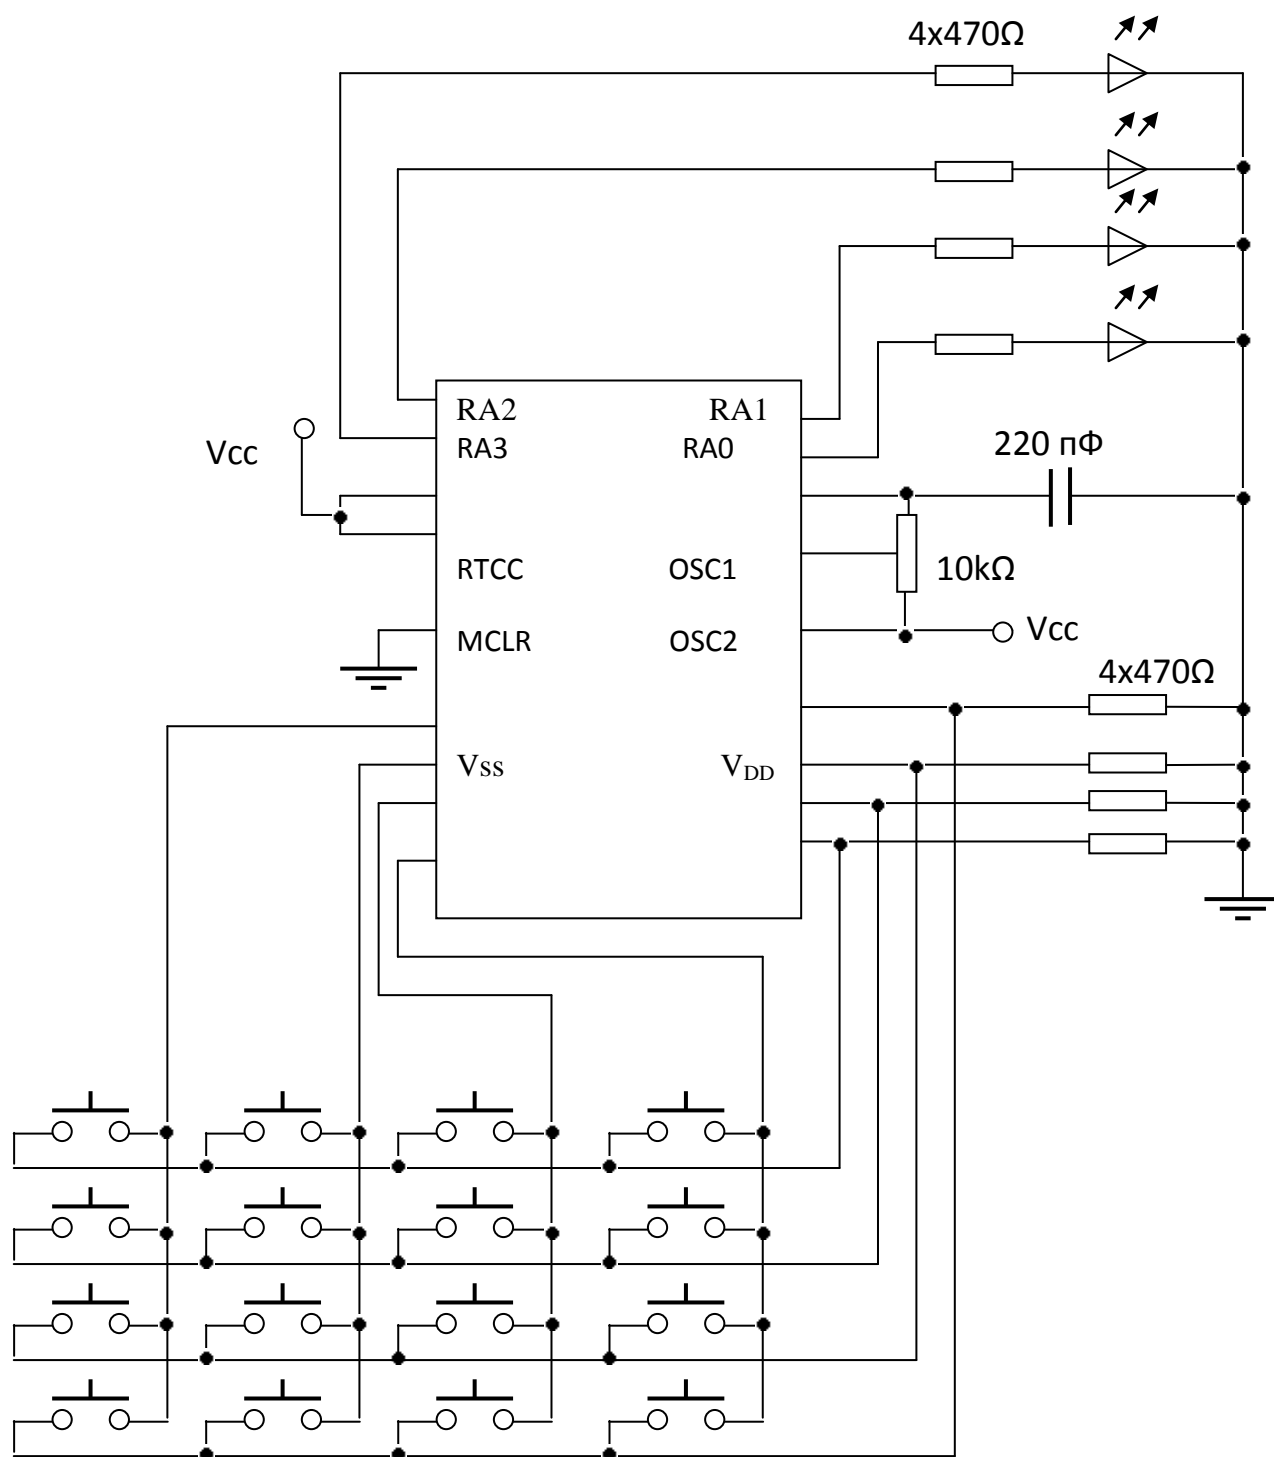 4x470Ω
RA2 RA1
RA3 RA0
Vcc
220 пФ
RTCC OSC1
10kΩ
MCLR OSC2
Vcc
4x470Ω
Vss VDD